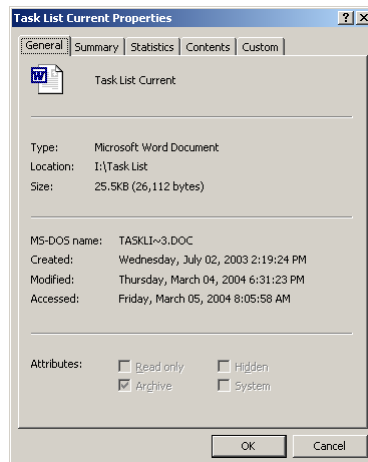 Task List Current Properties
General Summary Statistics Contents Custom
Task List Current
Type: Microsoft Word Document
Location: I:\Task List
Size: 25.5KB (26,112 bytes)
MS-DOS name: TASKLI~3.DOC
Created: Wednesday, July 02, 2003 2:19:24 PM
Modified: Thursday, March 04, 2004 6:31:23 PM
Accessed: Friday, March 05, 2004 8:05:58 AM
Attributes: Read only Hidden
Archive System
OK Cancel